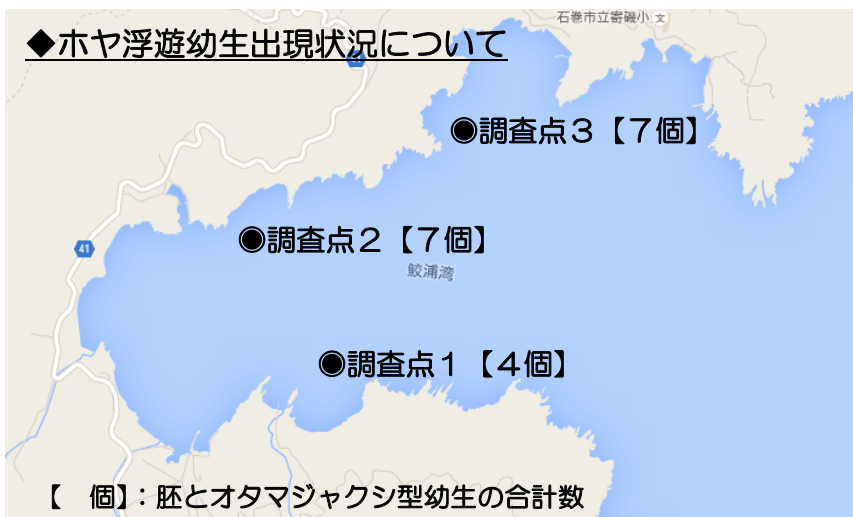 石巻市立寄磯小
◆ホヤ浮遊幼生出現状況について
41
◉調査点３【７個】
◉調査点２【７個】
41
鮫浦湾
◉調査点１【４個】
【　個】：胚とオタマジャクシ型幼生の合計数